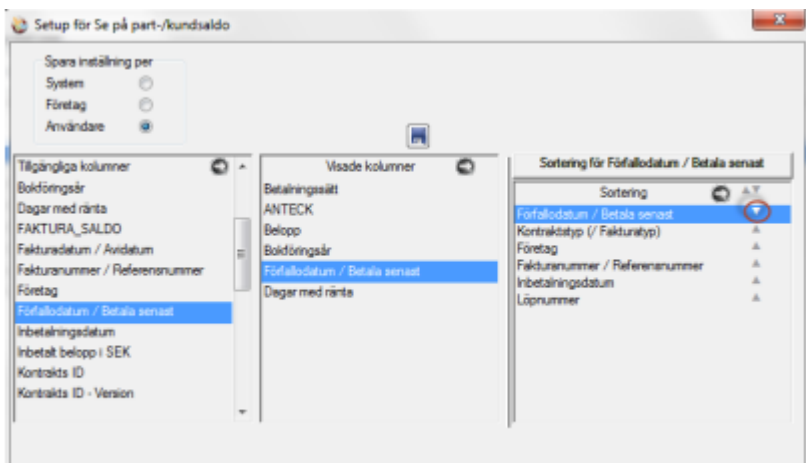 Setup för Se på part-/kundsaldo
Spara inställning per
System
Företag
Användare
Tillgängliga kolumner
Bokföringsår
Dagar med ränta
FAKTURA_SALDO
Fakturadatum / Avidatum
Fakturanummer / Referensnummer
Företag
Förfallodatum / Betala senast
Inbetalningsdatum
Inbetalt belopp i SEK
Kontrakts ID
Kontrakts ID - Version
Visade kolumner
Betalningssätt
ANTECK
Belopp
Bokföringsår
Förfallodatum / Betala senast
Dagar med ränta
Sortering för Förfallodatum / Betala senast
Sortering
Förfallodatum / Betala senast
Kontraktstyp (/ Fakturatyp)
Företag
Fakturanummer / Referensnummer
Inbetalningsdatum
Löpnummer